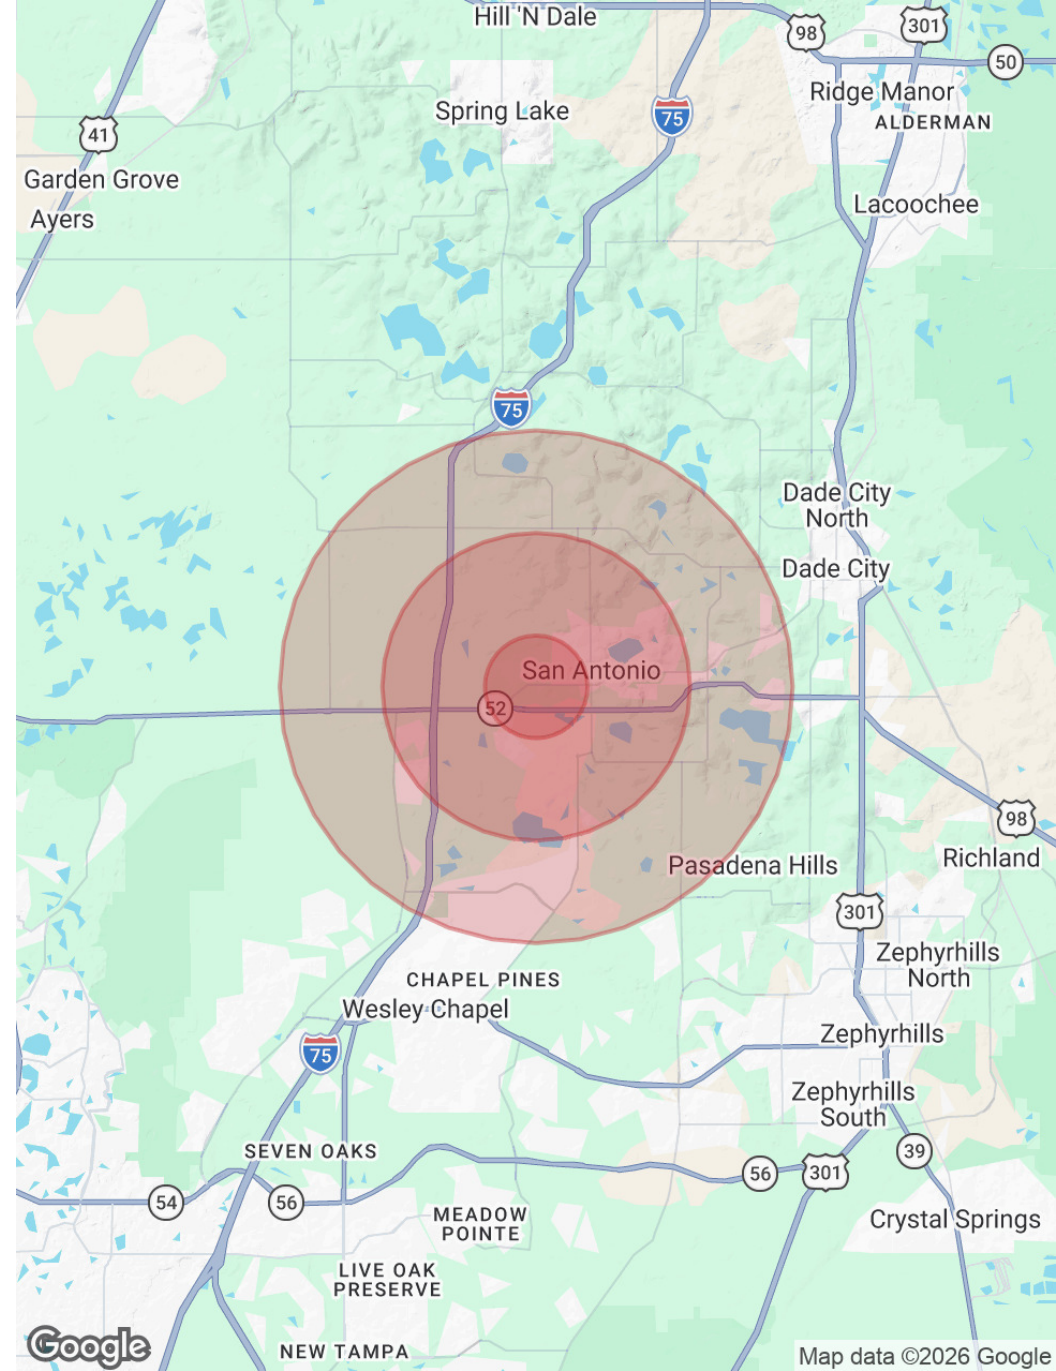 Hill 'N Dale
98
301
50
Ridge Manor
ALDERMAN
Spring Lake
75
41
Garden Grove
Ayers
Lacoochee
75
Dade City
North
Dade City
San Antonio
52
98
Richland
Pasadena Hills
301
Zephyrhills
North
CHAPEL PINES
Wesley Chapel
Zephyrhills
75
Zephyrhills
South
SEVEN OAKS
39
56
301
54
56
MEADOW
POINTE
Crystal Springs
LIVE OAK
PRESERVE
NEW TAMPA
Google
Map data ©2026 Google